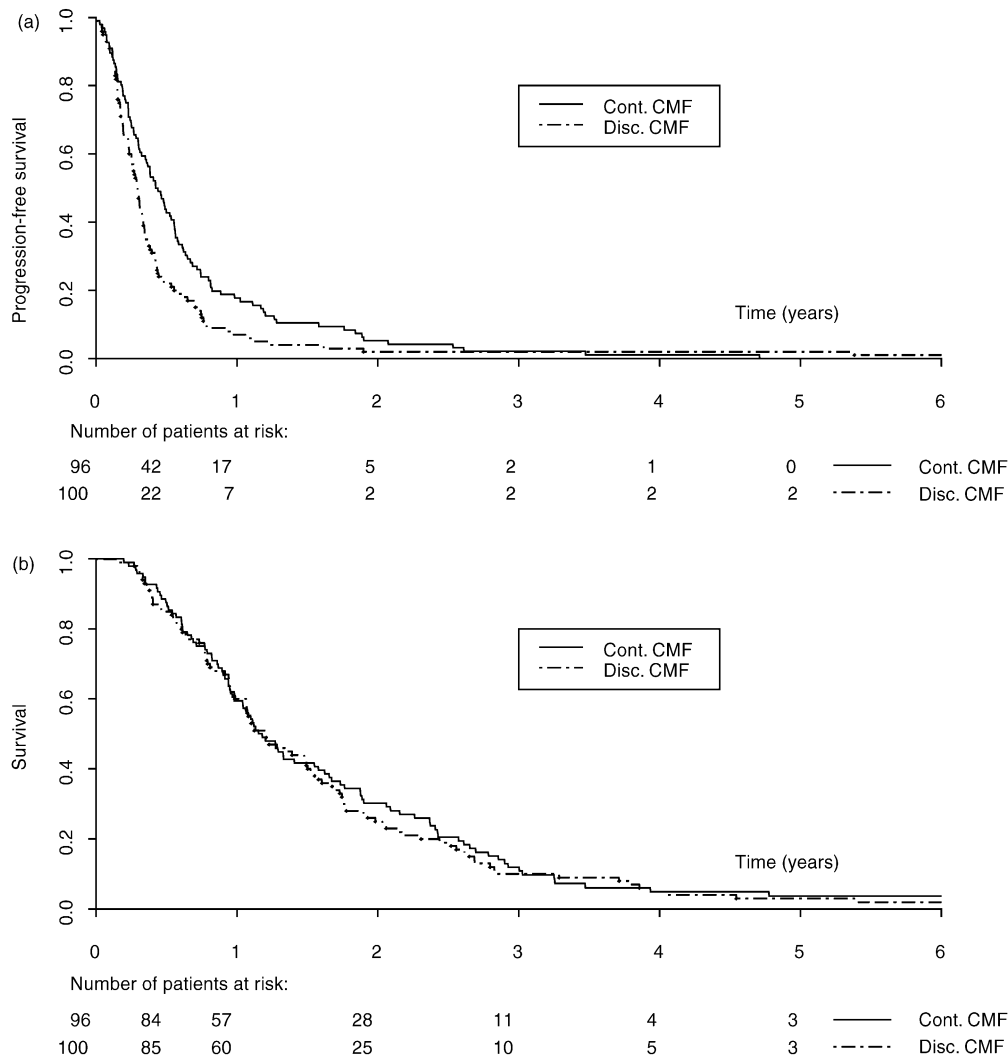 (a)
1.0
0.8
0.6
0.4
0.2
0.0
Progression-free survival
Cont. CMF
Disc. CMF
Time (years)
0 1 2 3 4 5 6
Number of patients at risk:
96 42 17 5 2 1 0 Cont. CMF
100 22 7 2 2 2 2 Disc. CMF
(b)
1.0
0.8
0.6
0.4
0.2
0.0
Survival
Cont. CMF
Disc. CMF
Time (years)
0 1 2 3 4 5 6
Number of patients at risk:
96 84 57 28 11 4 3 Cont. CMF
100 85 60 25 10 5 3 Disc. CMF